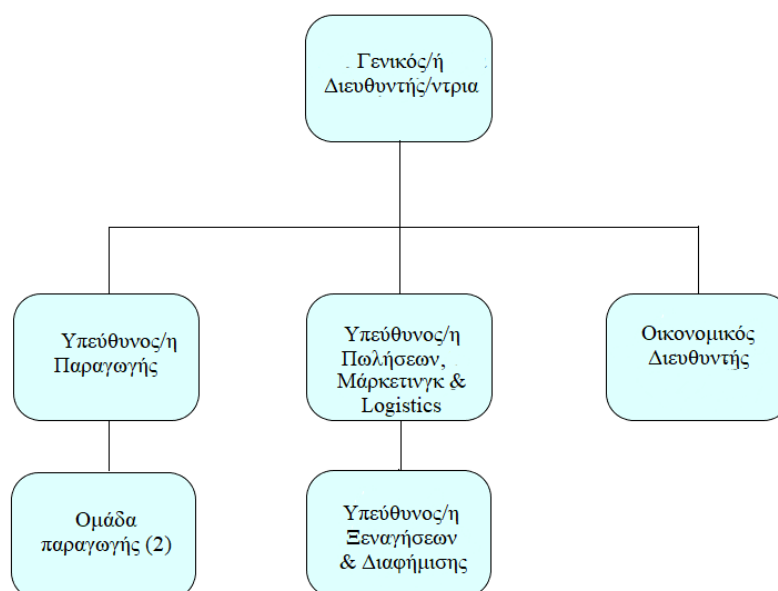 Γενικός/ή
Διευθυντής/ντρια
Υπεύθυνος/η
Παραγωγής
Υπεύθυνος/η
Πωλήσεων,
Μάρκετινγκ &
Logistics
Οικονομικός
Διευθυντής
Ομάδα
παραγωγής (2)
Υπεύθυνος/η
Ξεναγήσεων
& Διαφήμισης